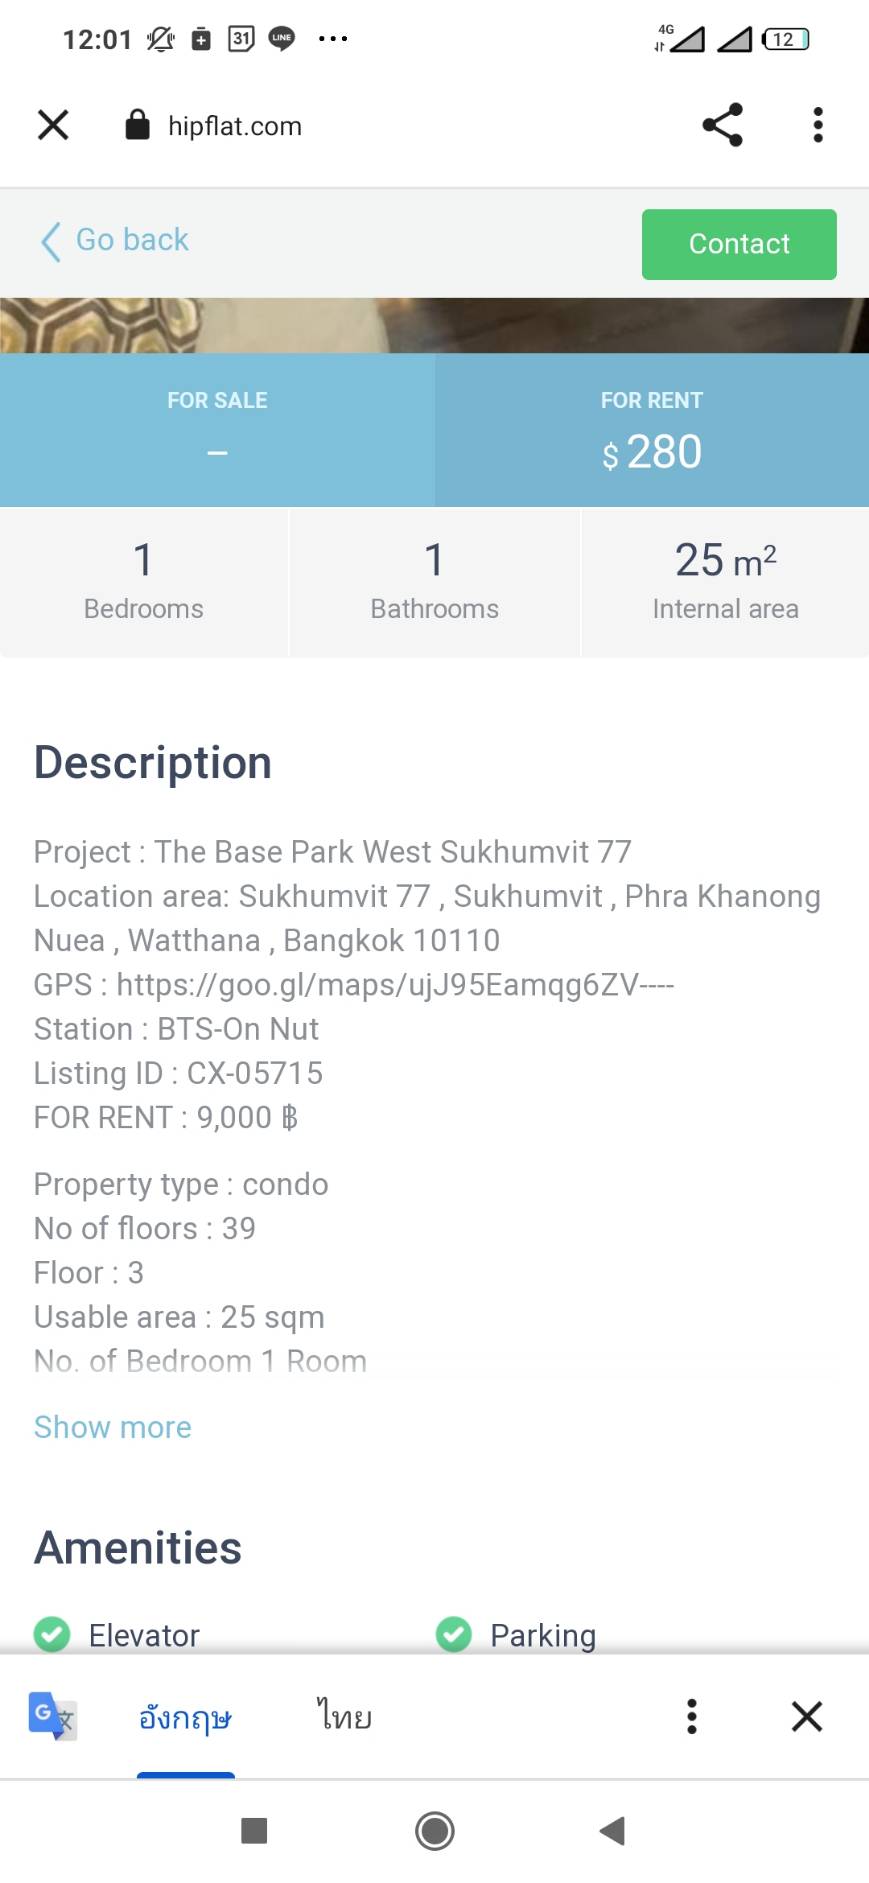 12:01 31 LINE ... 4G 12
hipflat.com
Go back
Contact
FOR SALE
–
FOR RENT
$ 280
1
Bedrooms
1
Bathrooms
25 m²
Internal area
Description
Project : The Base Park West Sukhumvit 77
Location area: Sukhumvit 77 , Sukhumvit , Phra Khanong
Nuea , Watthana , Bangkok 10110
GPS : https://goo.gl/maps/ujJ95Eamqg6ZV----
Station : BTS-On Nut
Listing ID : CX-05715
FOR RENT : 9,000 ฿
Property type : condo
No of floors : 39
Floor : 3
Usable area : 25 sqm
No. of Bedroom 1 Room
Show more
Amenities
Elevator
Parking
G 文 อังกฤษ ไทย